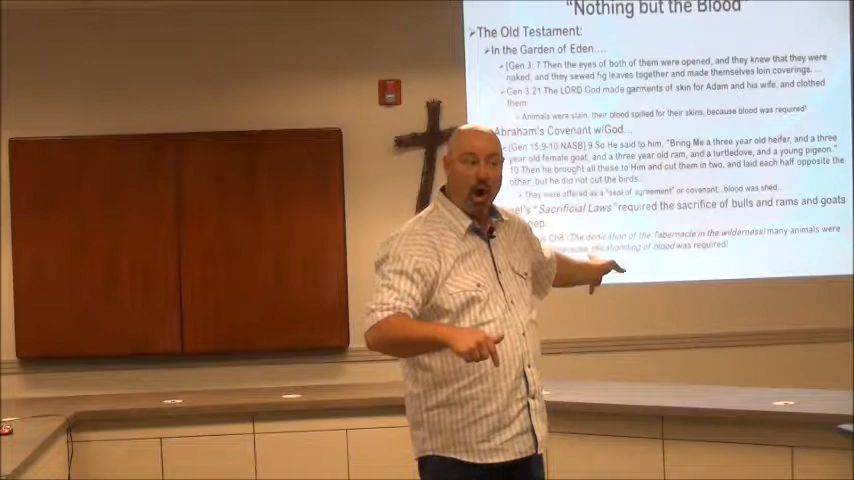 "Nothing but the Blood"
➢The Old Testament:
➢In the Garden of Eden....
➢[Gen 3: 7 Then the eyes of both of them were opened, and they knew that they were
naked, and they sewed fig leaves together and made themselves loin coverings. ...
➢Gen 3:21 The LORD God made garments of skin for Adam and his wife, and clothed
them.
➢Animals were slain, their blood spilled for their skins, because blood was required.
Abraham's Covenant w/God...
[Gen 15:9-10 NASB] 9 So He said to him, "Bring Me a three year old heifer, and a three
year old female goat, and a three year old ram, and a turtledove, and a young pigeon."
10 Then he brought all these to Him and cut them in two, and laid each half opposite the
other; but he did not cut the birds.
➢They were offered as a "seal of agreement" or covenant...blood was shed...
"Sacrificial Laws" required the sacrifice of bulls and rams and goats
Ch8 (The dedication of the Tabernacle in the wilderness) many animals were
because the shedding of blood was required!